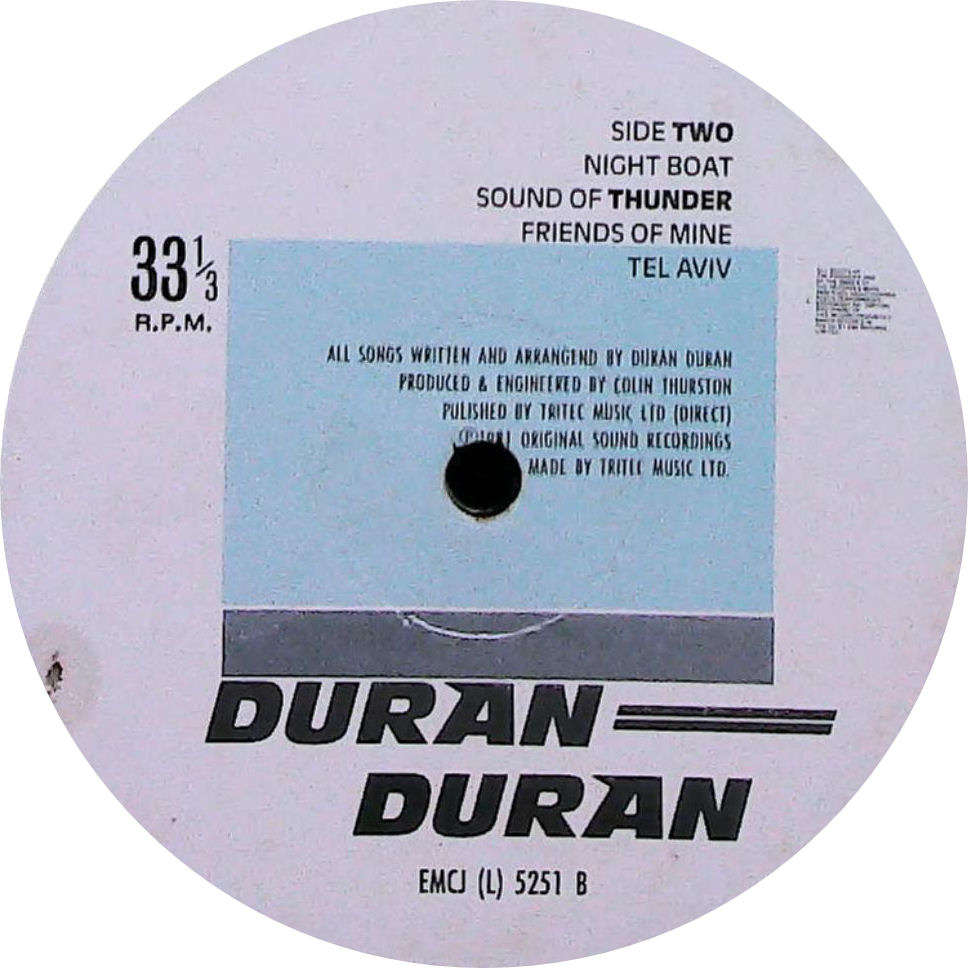 SIDE TWO
NIGHT BOAT
SOUND OF THUNDER
FRIENDS OF MINE
TEL AVIV
33⅓
R.P.M.
ALL SONGS WRITTEN AND ARRANGEND BY DURAN DURAN
PRODUCED & ENGINEERED BY COLIN THURSTON
PULISHED BY TRITEC MUSIC LTD (DIRECT)
ORIGINAL SOUND RECORDINGS
MADE BY TRITEC MUSIC LTD.
DURAN
DURAN
EMCJ (L) 5251 B